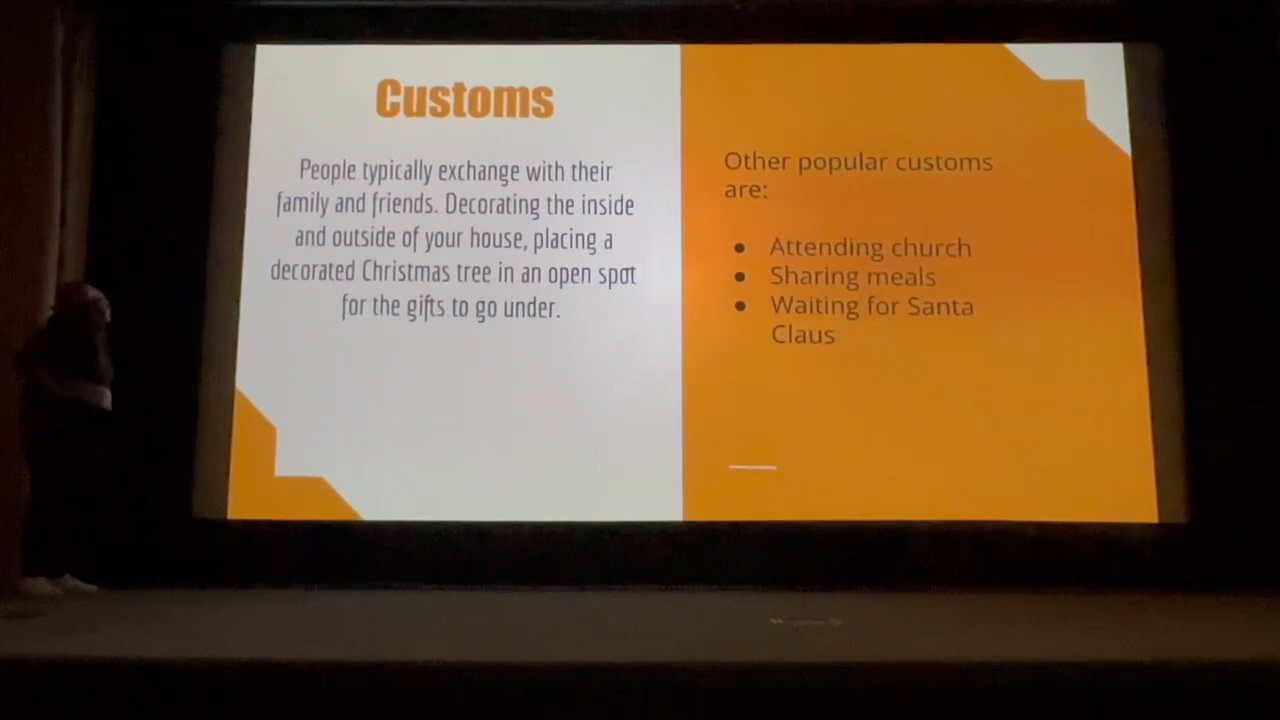 Customs
People typically exchange with their
family and friends. Decorating the inside
and outside of your house, placing a
decorated Christmas tree in an open spot
for the gifts to go under.
Other popular customs
are:
● Attending church
● Sharing meals
● Waiting for Santa
Claus